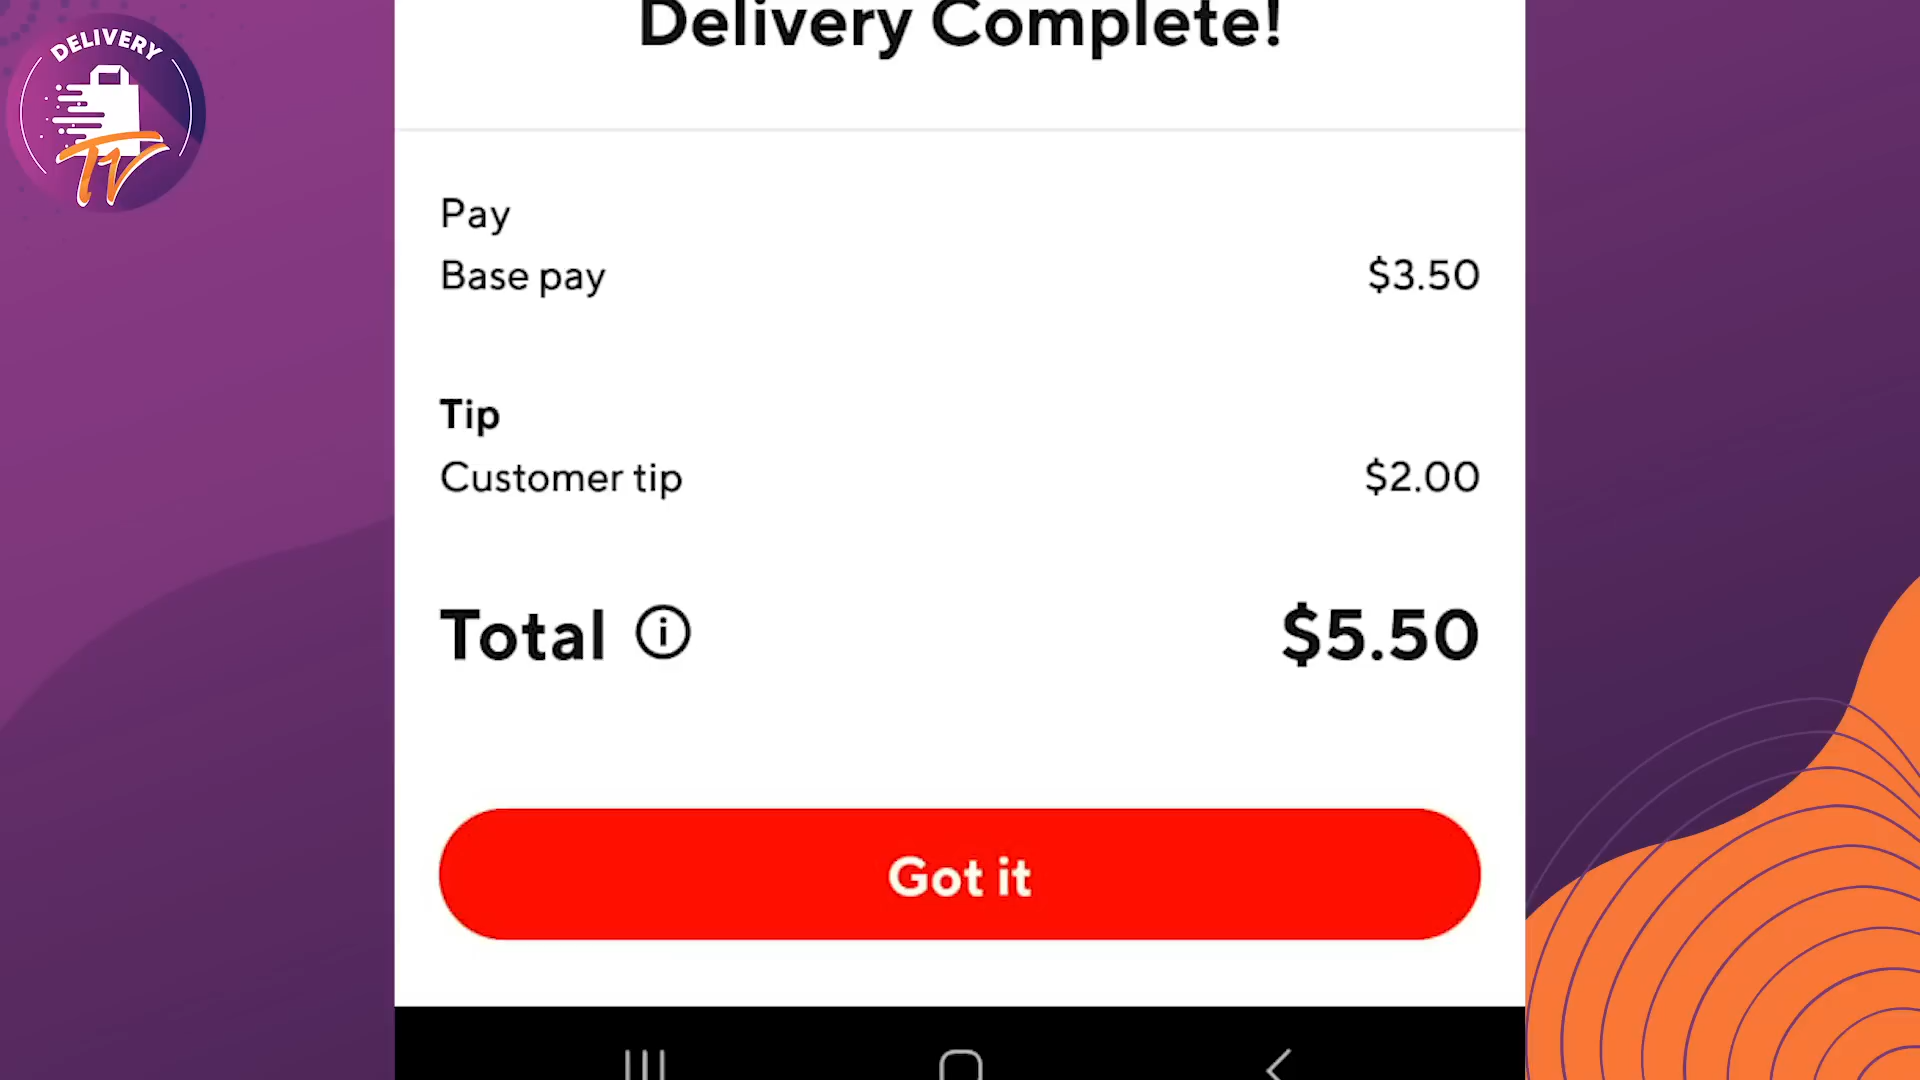 DELIVERY
TV
Delivery Complete!
Pay
Base pay $3.50
Tip
Customer tip $2.00
Total $5.50
Got it